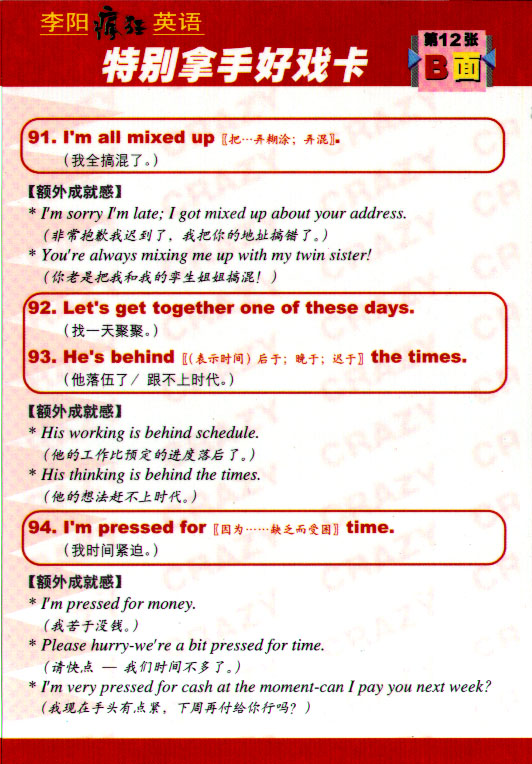 李阳疯狂英语
特别拿手好戏卡
第12张
B面
91. I'm all mixed up〖把…弄糊涂；弄混〗.
（我全搞混了。）
【额外成就感】
* I'm sorry I'm late; I got mixed up about your address.
（非常抱歉我迟到了，我把你的地址搞错了。）
* You're always mixing me up with my twin sister!
（你老是把我和我的孪生姐姐搞混！）
92. Let's get together one of these days.
（找一天聚聚。）
93. He's behind〖(表示时间) 后于；晚于；迟于〗the times.
（他落伍了/ 跟不上时代。）
【额外成就感】
* His working is behind schedule.
（他的工作比预定的进度落后了。）
* His thinking is behind the times.
（他的想法赶不上时代。）
94. I'm pressed for〖因为……缺乏而受困〗time.
（我时间紧迫。）
【额外成就感】
* I'm pressed for money.
（我苦于没钱。）
* Please hurry-we're a bit pressed for time.
（请快点 — 我们时间不多了。）
* I'm very pressed for cash at the moment-can I pay you next week?
（我现在手头有点紧，下周再付给你行吗？）
CRAZY